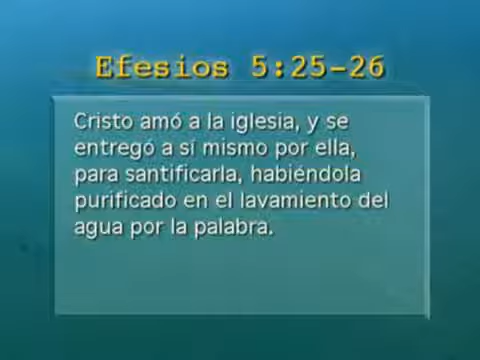 Efesios 5:25-26
Cristo amó a la iglesia, y se
entregó a sí mismo por ella,
para santificarla, habiéndola
purificado en el lavamiento del
agua por la palabra.